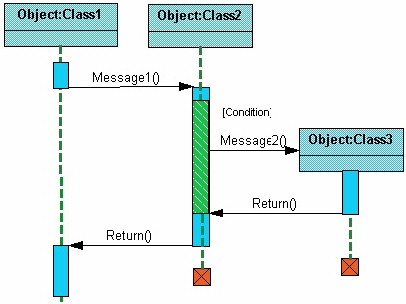 Object:Class1
Object:Class2
Message1()
[Condition]
Message2()
Object:Class3
Return()
Return()